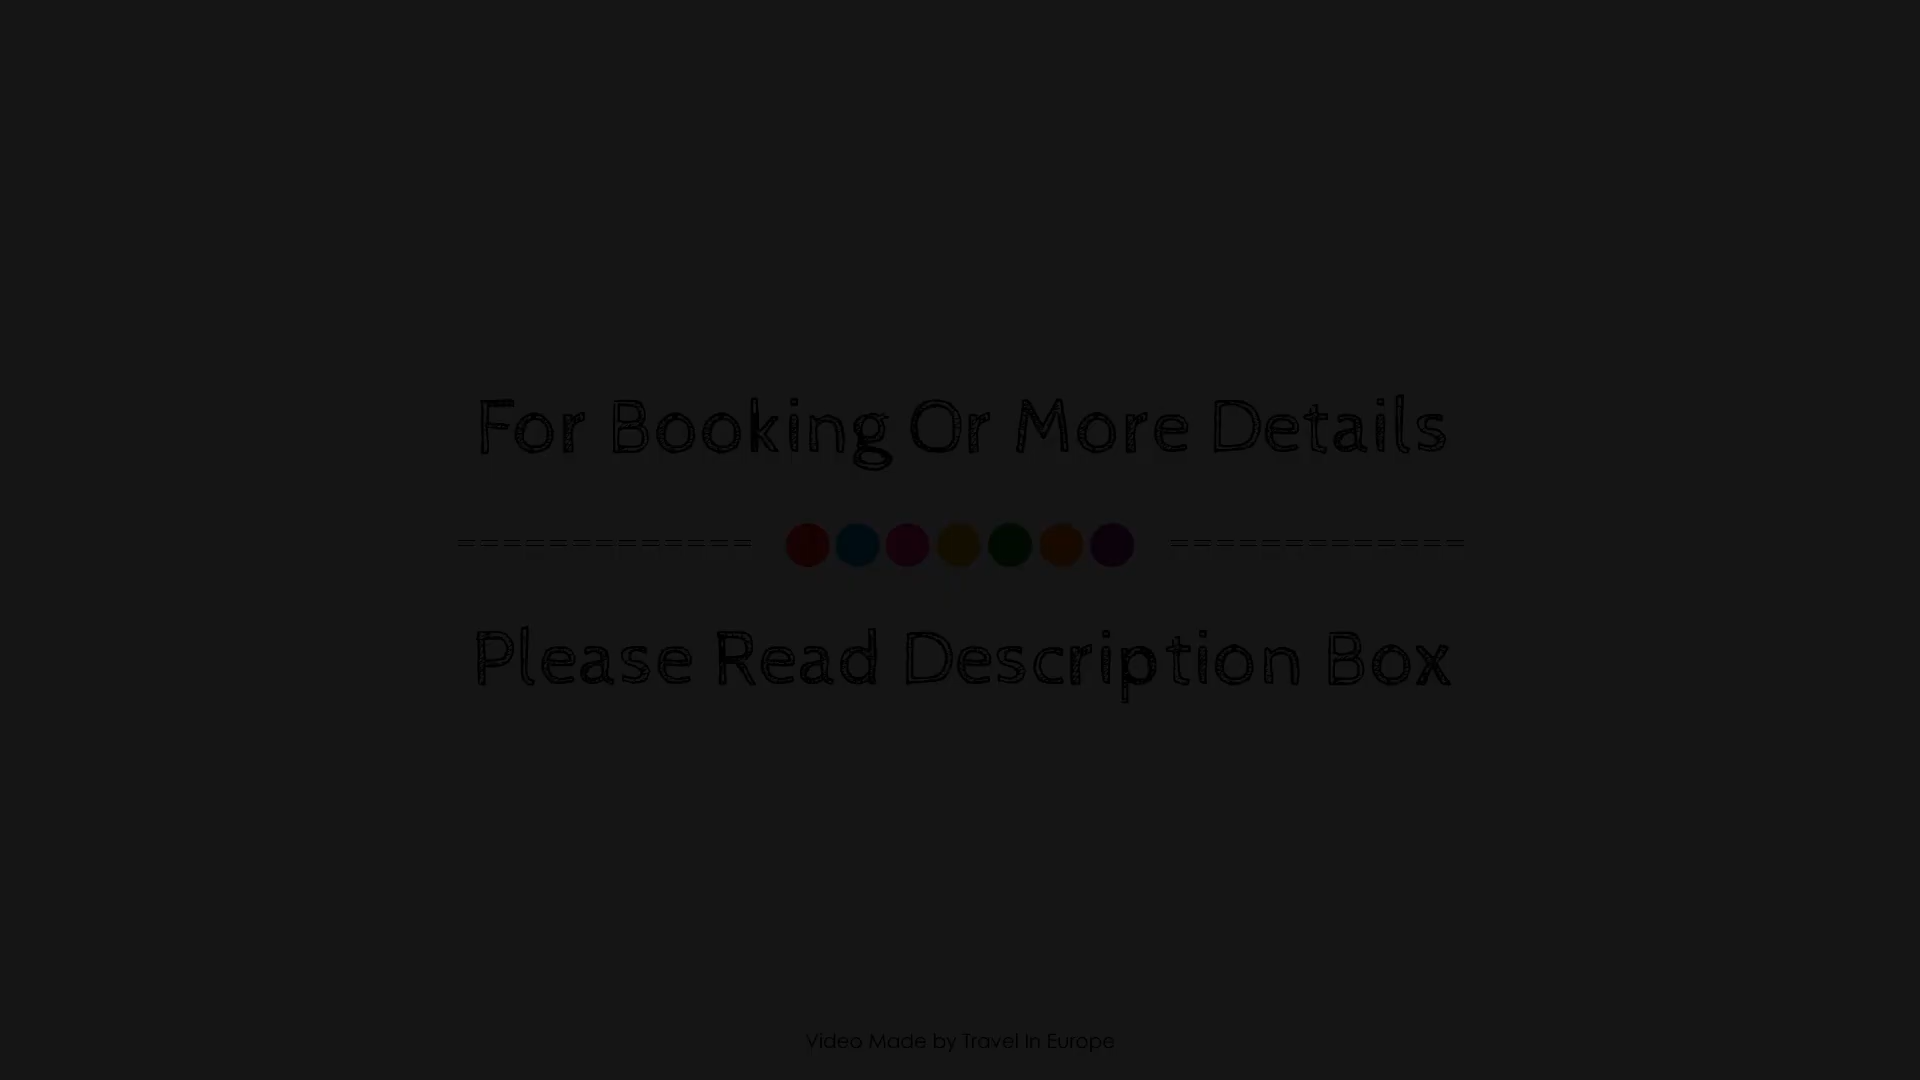 For Booking Or More Details
============= =============
Please Read Description Box
Video Made by Travel In Europe